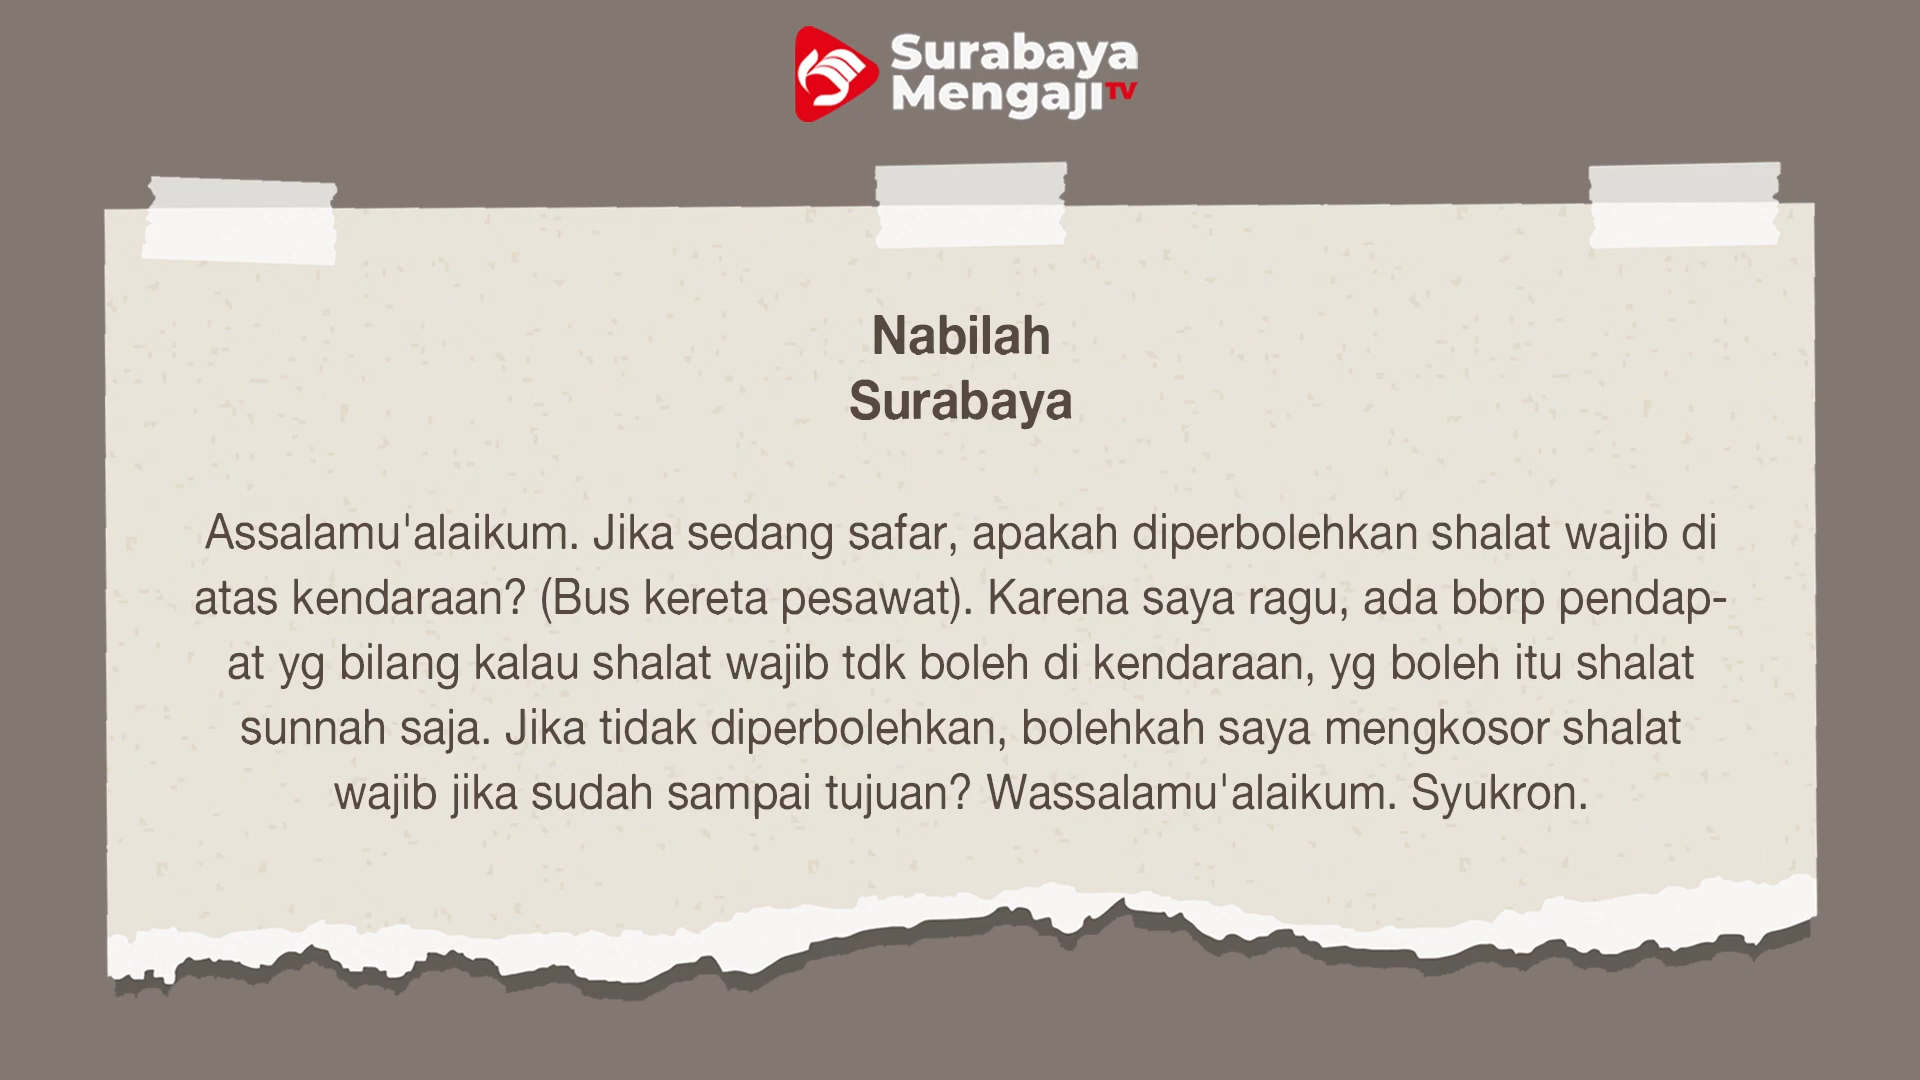 Surabaya
MengajiTV
Nabilah
Surabaya
Assalamu'alaikum. Jika sedang safar, apakah diperbolehkan shalat wajib di
atas kendaraan? (Bus kereta pesawat). Karena saya ragu, ada bbrp pendap-
at yg bilang kalau shalat wajib tdk boleh di kendaraan, yg boleh itu shalat
sunnah saja. Jika tidak diperbolehkan, bolehkah saya mengkosor shalat
wajib jika sudah sampai tujuan? Wassalamu'alaikum. Syukron.